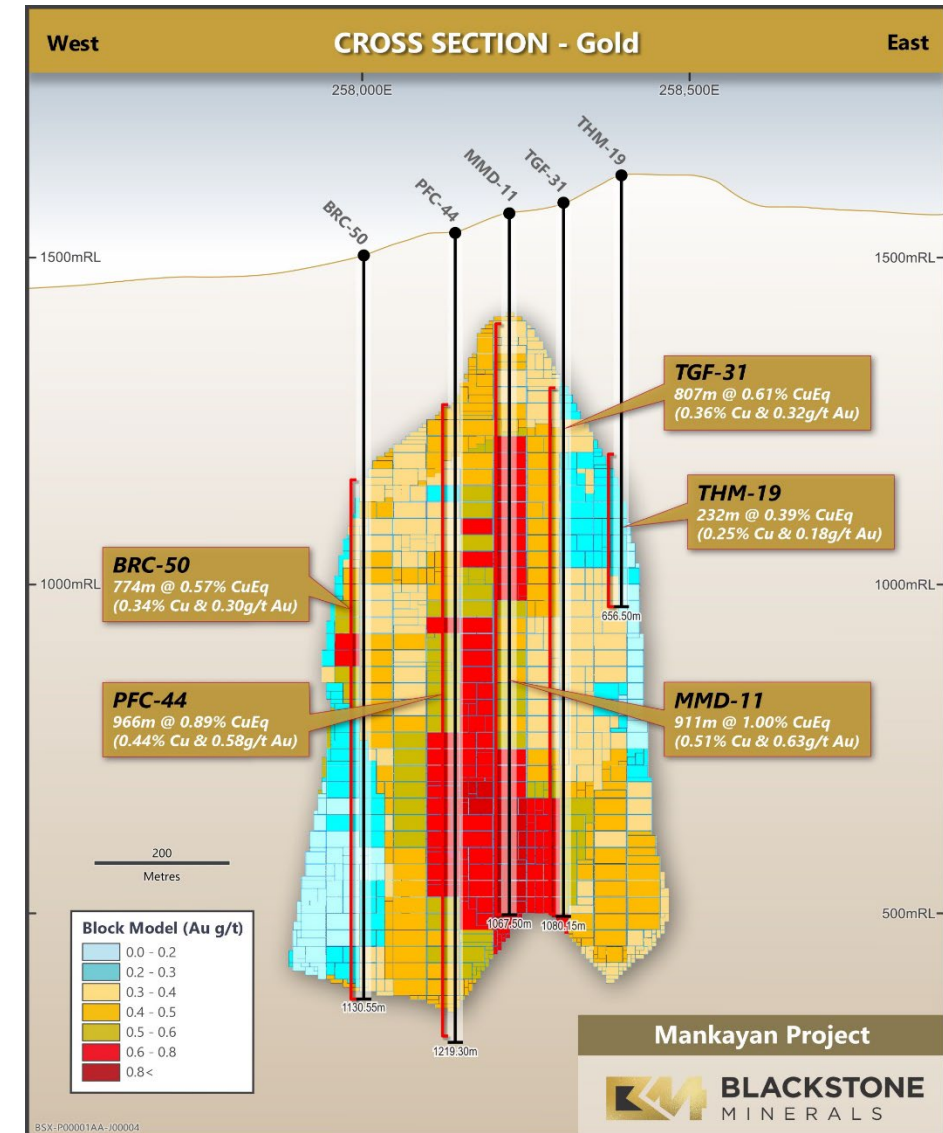 West
CROSS SECTION - Gold
East
258,000E
258,500E
THM-19
TGF-31
MMD-11
PFC-44
BRC-50
1500mRL
1500mRL
TGF-31
807m @ 0.61% CuEq
(0.36% Cu & 0.32g/t Au)
THM-19
232m @ 0.39% CuEq
(0.25% Cu & 0.18g/t Au)
BRC-50
774m @ 0.57% CuEq
(0.34% Cu & 0.30g/t Au)
1000mRL
1000mRL
656.50m
PFC-44
966m @ 0.89% CuEq
(0.44% Cu & 0.58g/t Au)
MMD-11
911m @ 1.00% CuEq
(0.51% Cu & 0.63g/t Au)
200
Metres
500mRL
1067.50m
1080.15m
Block Model (Au g/t)
0.0 - 0.2
0.2 - 0.3
0.3 - 0.4
0.4 - 0.5
0.5 - 0.6
0.6 - 0.8
0.8<
1130.55m
1219.30m
Mankayan Project
BLACKSTONE
MINERALS
BSX-P00001AA-J00004